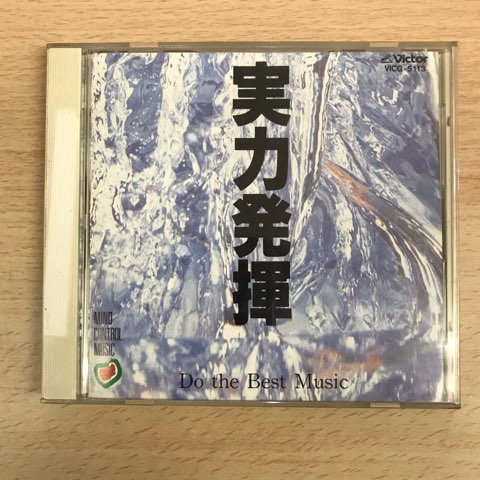 Victor
VICG-5113
実力発揮
MIND
CONTROL
MUSIC
Do the Best Music